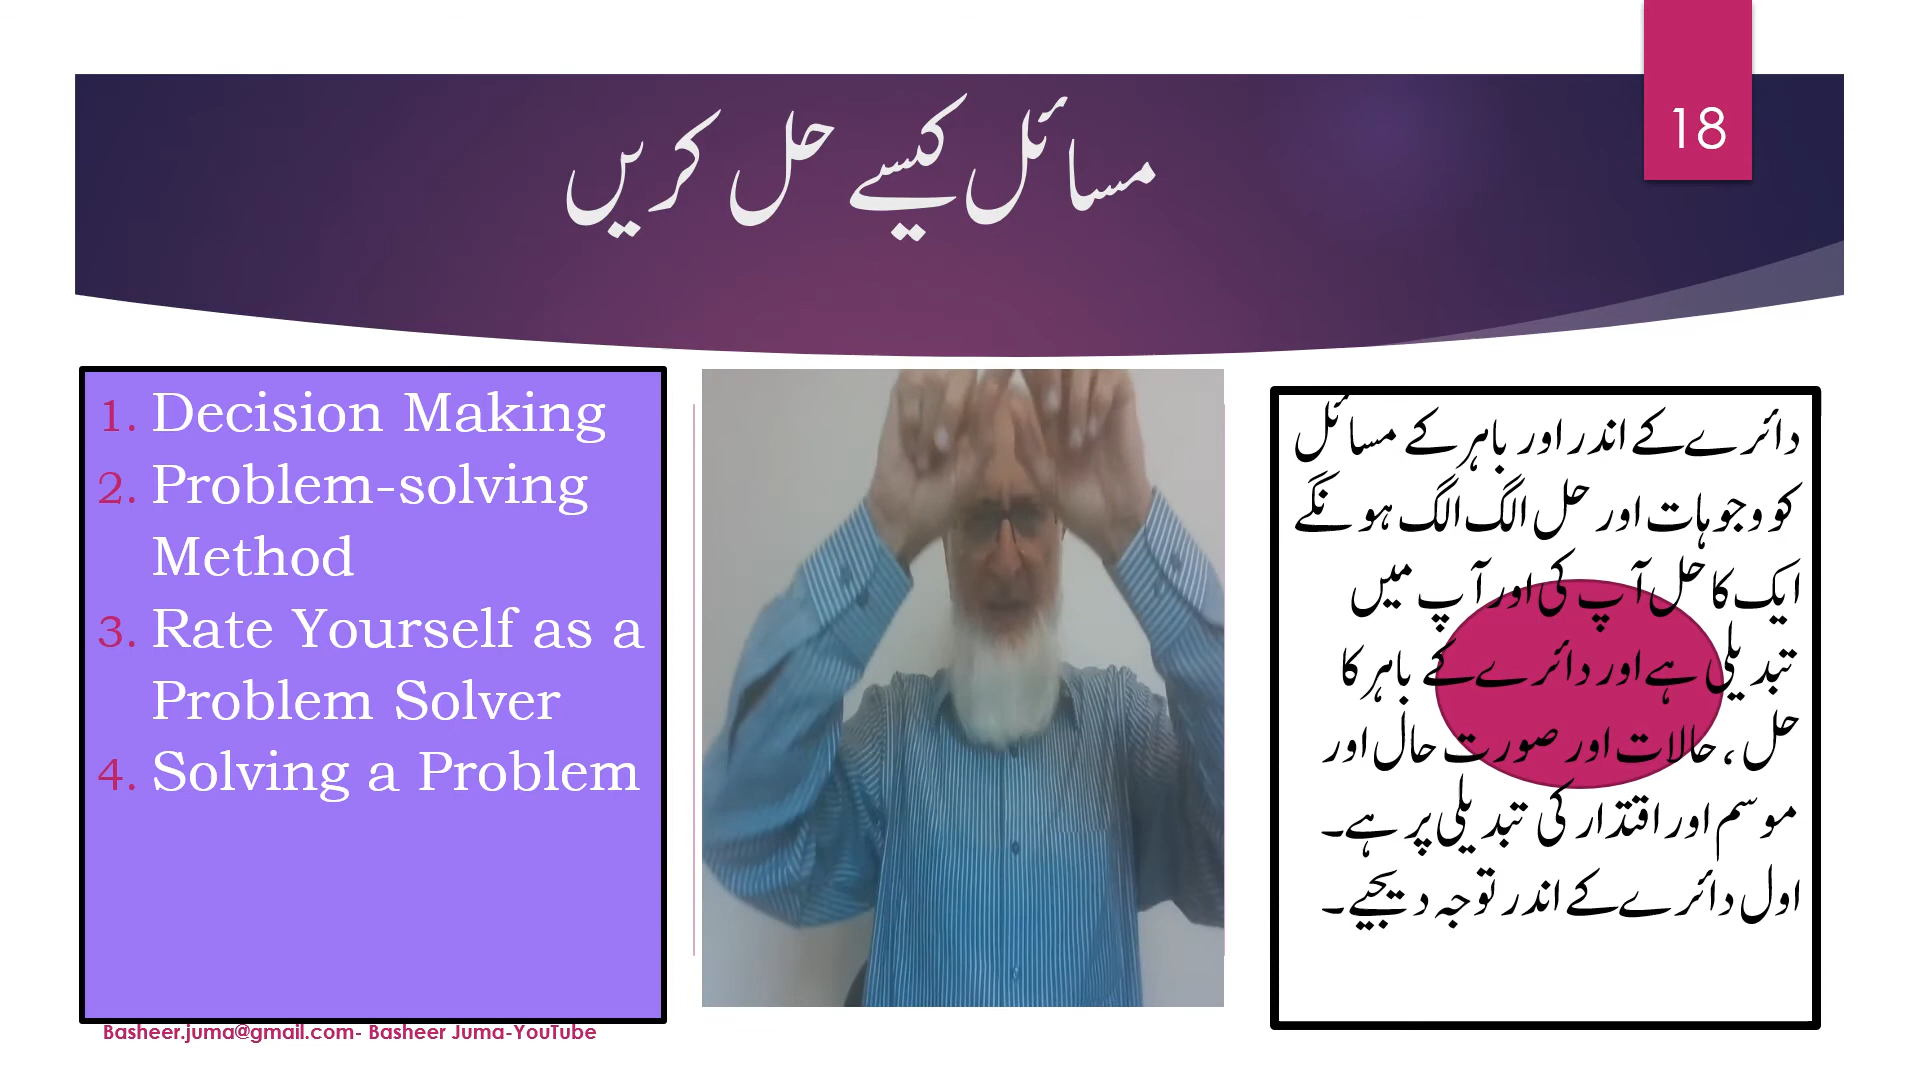 18
مسائل کیسے حل کریں
1. Decision Making
2. Problem-solving
Method
3. Rate Yourself as a
Problem Solver
4. Solving a Problem
دائرے کے اندر اور باہر کے مسائل
کو وجوہات اور حل الگ الگ ہونگے
ایک کا حل آپ کی اور آپ میں
تبدیلی ہے اور دائرے کے باہر کا
حل ، حالات اور صورت حال اور
موسم اور اقتدار کی تبدیلی پر ہے۔
اول دائرے کے اندر توجہ دیجیے۔
Basheer.juma@gmail.com- Basheer Juma-YouTube